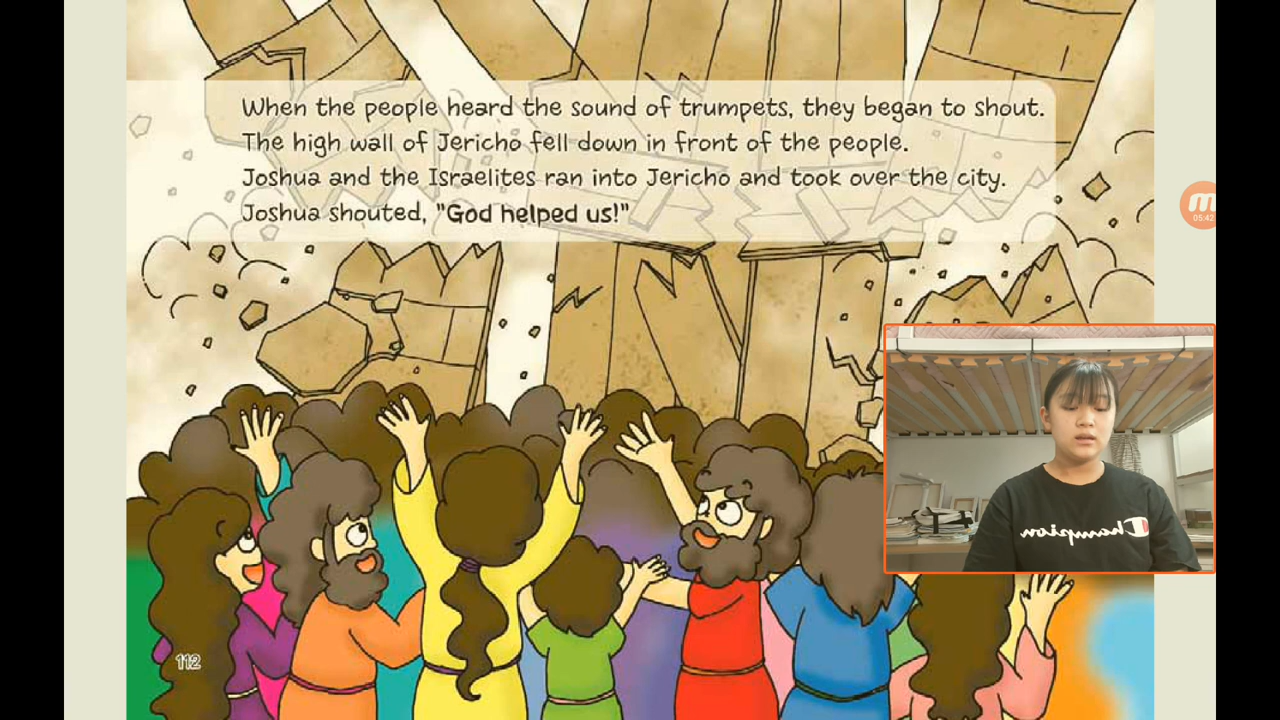 When the people heard the sound of trumpets, they began to shout.
The high wall of Jericho fell down in front of the people.
Joshua and the Israelites ran into Jericho and took over the city.
Joshua shouted, "God helped us!"
05:42
Champion
112